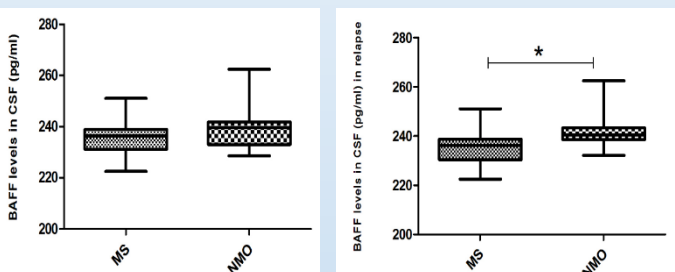 BAFF levels in CSF (pg/ml)
280
260
240
220
200
MS
NMO
BAFF levels in CSF (pg/ml) in relapse
280
260
240
220
200
*
MS
NMO